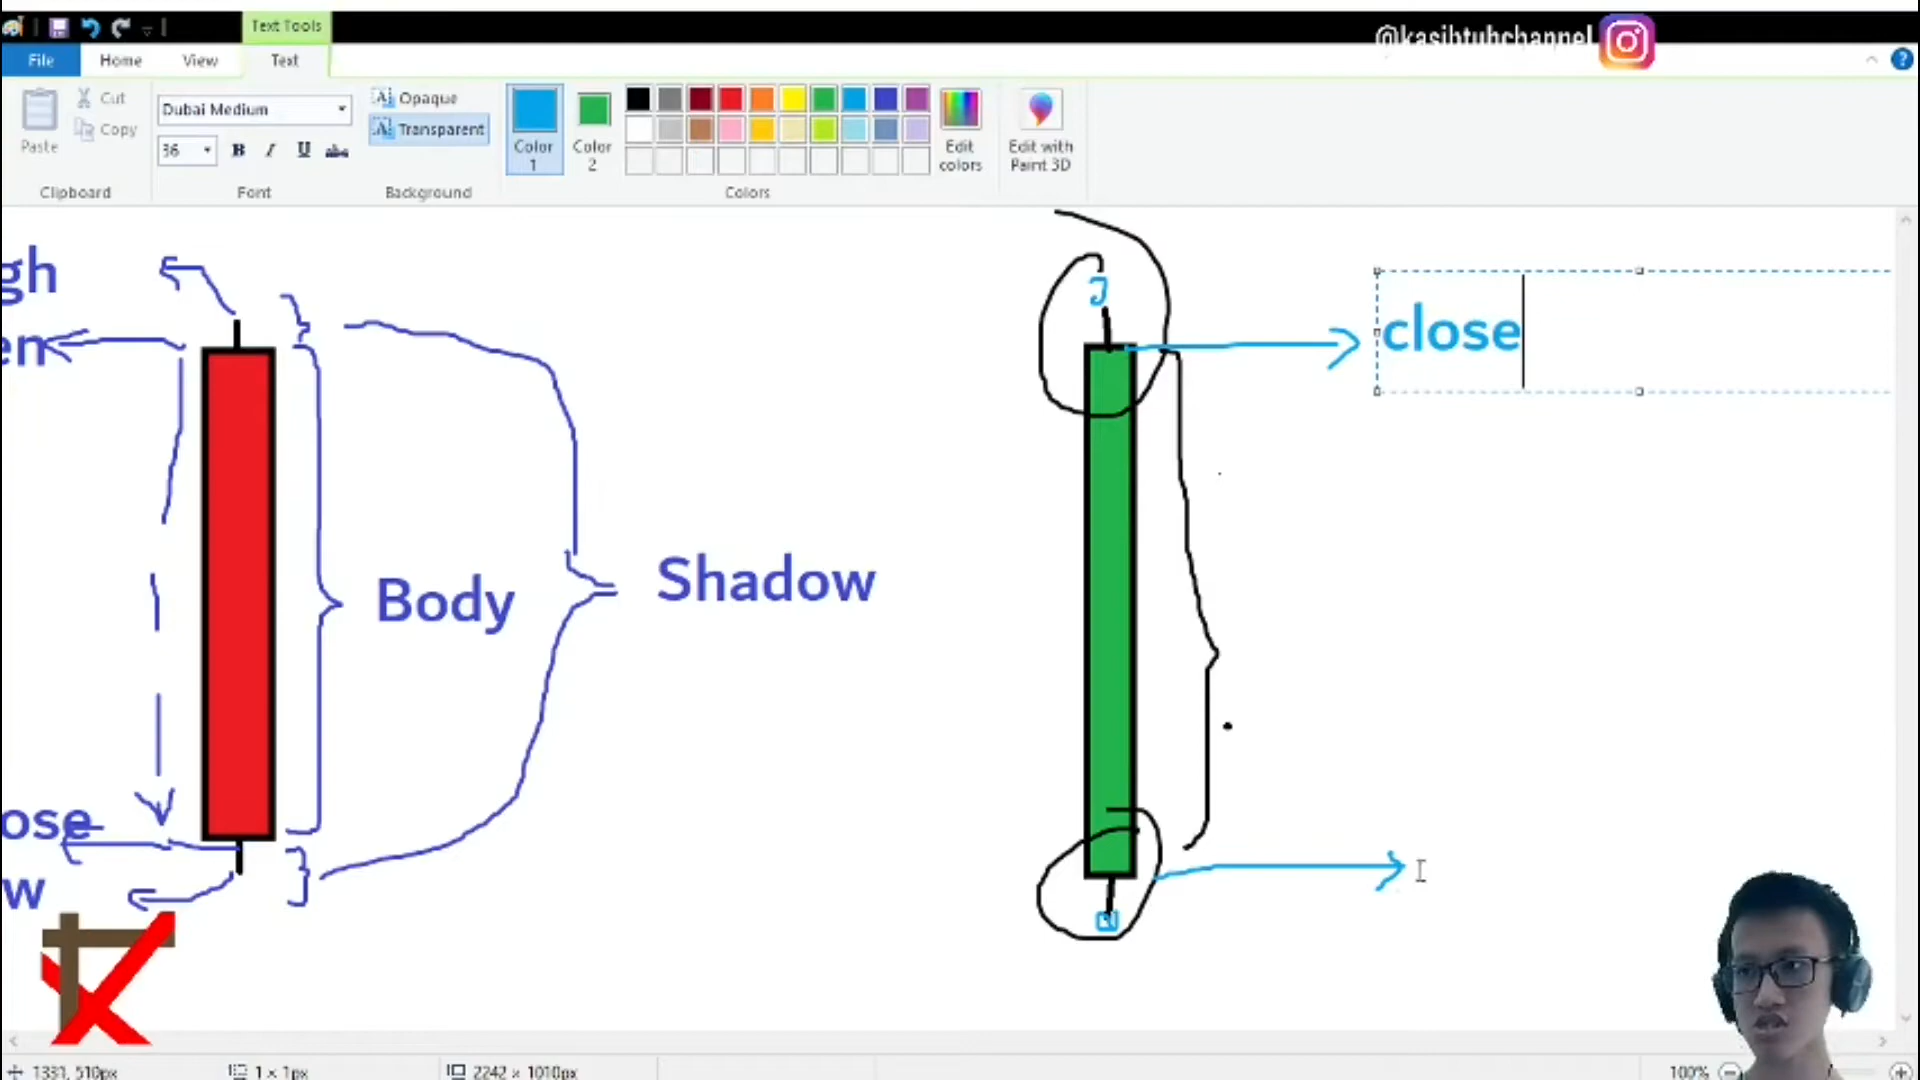 Text Tools
@kasihtuhchannel
File
Home
View
Text
Paste
Cut
Copy
Dubai Medium
36
B I U abc
Opaque
Transparent
Color 1
Color 2
Edit colors
Edit with Paint 3D
Clipboard
Font
Background
Colors
gh
en
close
Body
Shadow
ose
w
1331, 510px
1 × 1px
2242 × 1010px
100%